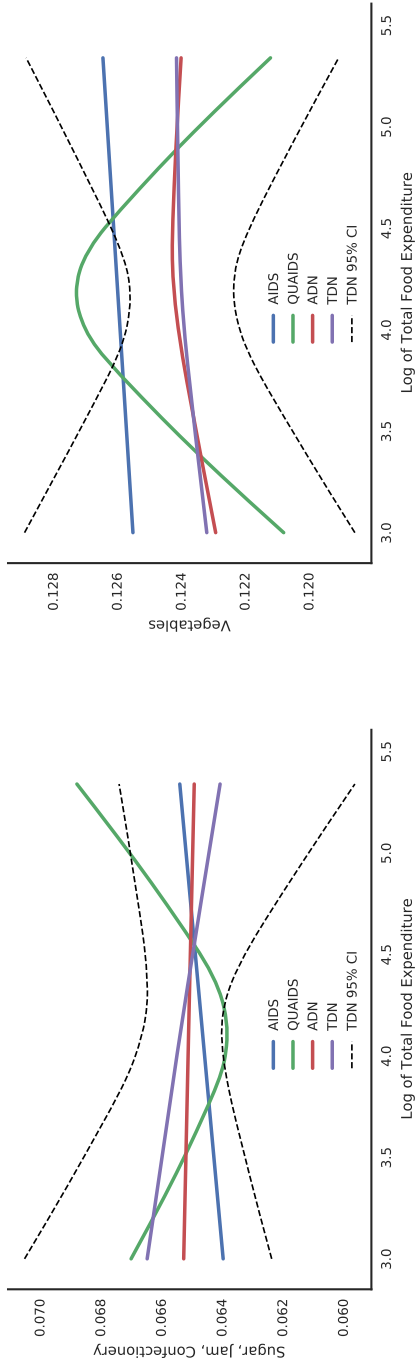 Sugar, Jam, Confectionery
0.070
0.068
0.066
0.064
0.062
0.060
AIDS
QUAIDS
ADN
TDN
TDN 95% CI
3.0
3.5
4.0
4.5
5.0
5.5
Log of Total Food Expenditure
Vegetables
0.128
0.126
0.124
0.122
0.120
AIDS
QUAIDS
ADN
TDN
TDN 95% CI
3.0
3.5
4.0
4.5
5.0
5.5
Log of Total Food Expenditure